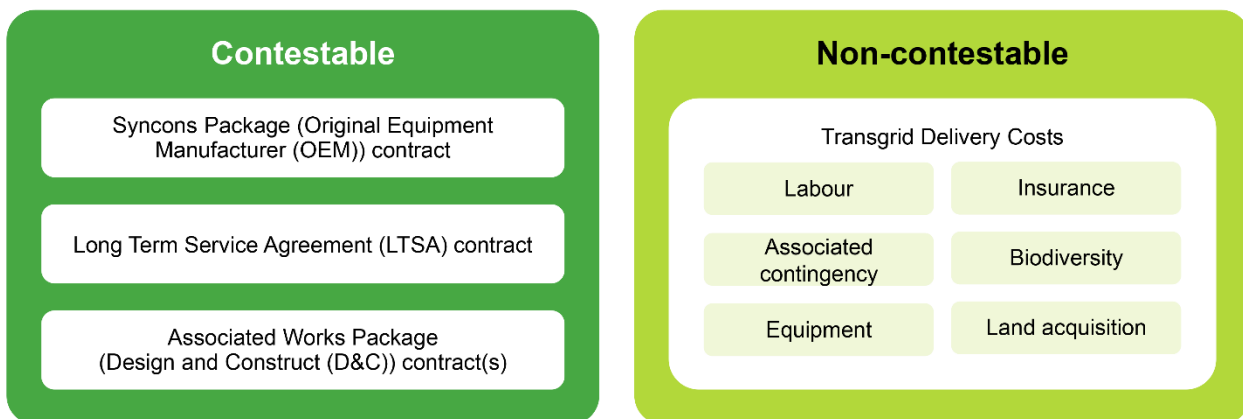 Contestable
Syncons Package (Original Equipment
Manufacturer (OEM)) contract
Long Term Service Agreement (LTSA) contract
Associated Works Package
(Design and Construct (D&C)) contract(s)
Non-contestable
Transgrid Delivery Costs
Labour
Insurance
Associated
contingency
Biodiversity
Equipment
Land acquisition